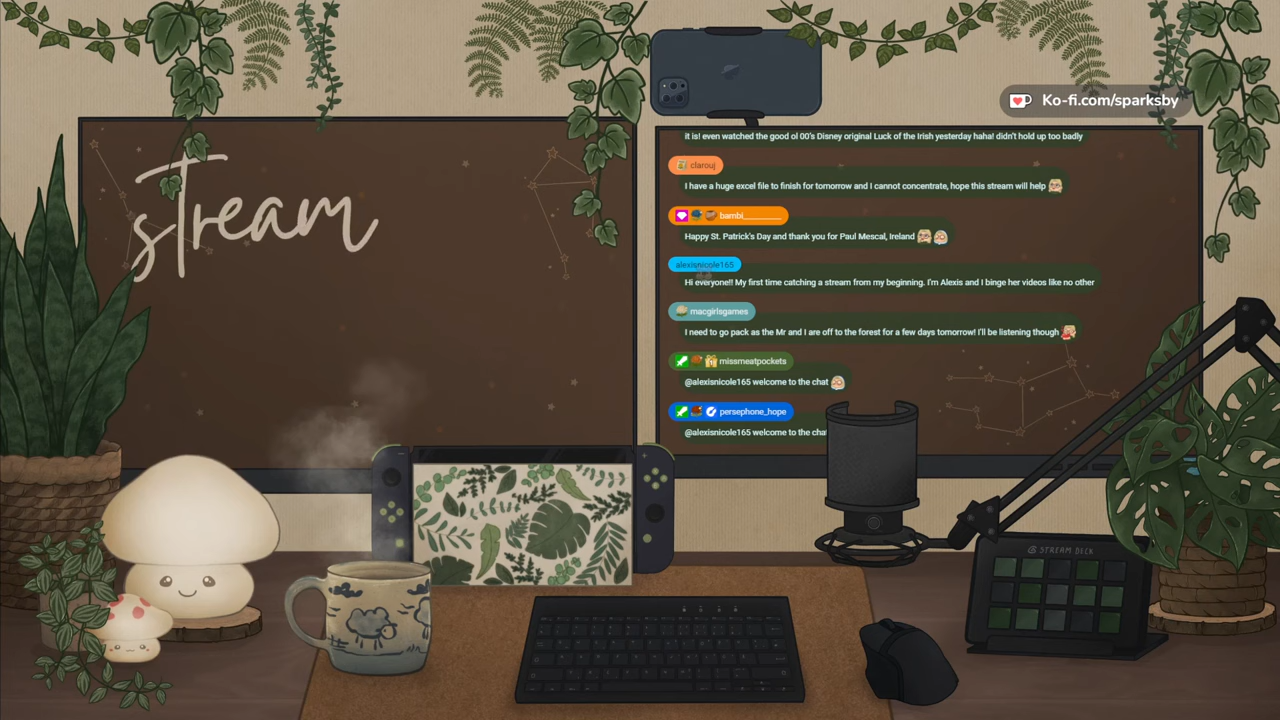 Ko-fi.com/sparksby
stream
it is! even watched the good ol 00's Disney original Luck of the Irish yesterday haha! didn't hold up too badly
clarouj
I have a huge excel file to finish for tomorrow and I cannot concentrate, hope this stream will help
bambi__________
Happy St. Patrick's Day and thank you for Paul Mescal, Ireland
alexisnicole165
Hi everyone!! My first time catching a stream from my beginning. I'm Alexis and I binge her videos like no other
macgirlsgames
I need to go pack as the Mr and I are off to the forest for a few days tomorrow! I'll be listening though
missmeatpockets
@alexisnicole165 welcome to the chat
persephone_hope
@alexisnicole165 welcome to the chat
STREAM DECK